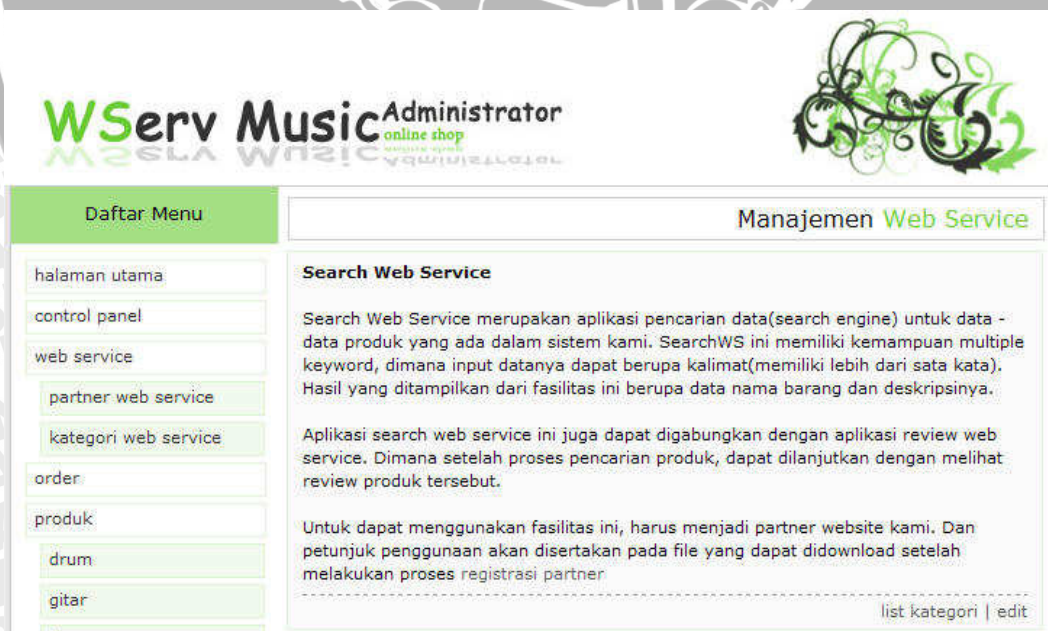 WServ Music Administrator
online shop
Daftar Menu
Manajemen Web Service
halaman utama
control panel
web service
partner web service
kategori web service
order
produk
drum
gitar
Search Web Service
Search Web Service merupakan aplikasi pencarian data(search engine) untuk data -
data produk yang ada dalam sistem kami. SearchWS ini memiliki kemampuan multiple
keyword, dimana input datanya dapat berupa kalimat(memiliki lebih dari sata kata).
Hasil yang ditampilkan dari fasilitas ini berupa data nama barang dan deskripsinya.
Aplikasi search web service ini juga dapat digabungkan dengan aplikasi review web
service. Dimana setelah proses pencarian produk, dapat dilanjutkan dengan melihat
review produk tersebut.
Untuk dapat menggunakan fasilitas ini, harus menjadi partner website kami. Dan
petunjuk penggunaan akan disertakan pada file yang dapat didownload setelah
melakukan proses registrasi partner
list kategori | edit